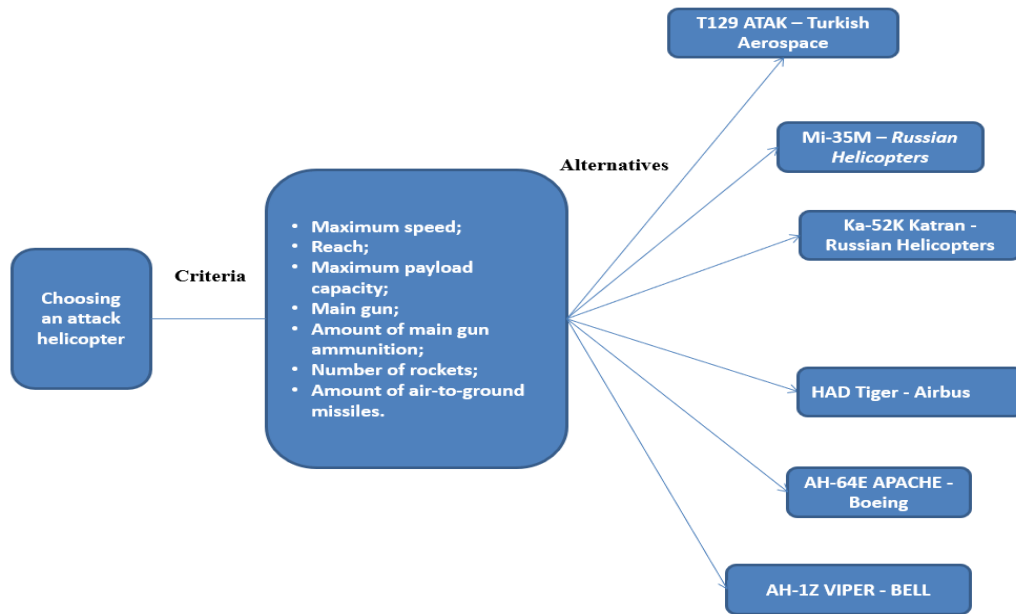 Choosing
an attack
helicopter
Criteria
• Maximum speed;
• Reach;
• Maximum payload
capacity;
• Main gun;
• Amount of main gun
ammunition;
• Number of rockets;
• Amount of air-to-ground
missiles.
Alternatives
T129 ATAK – Turkish
Aerospace
Mi-35M – Russian
Helicopters
Ka-52K Katran -
Russian Helicopters
HAD Tiger - Airbus
AH-64E APACHE -
Boeing
AH-1Z VIPER - BELL